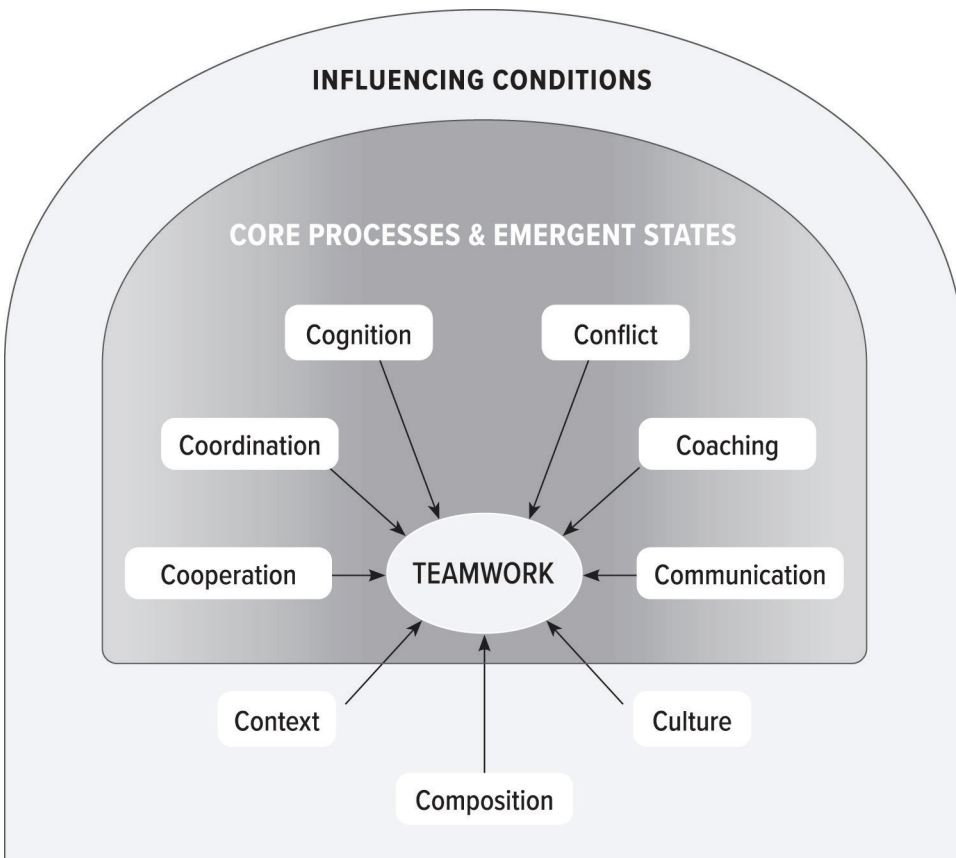 INFLUENCING CONDITIONS
CORE PROCESSES & EMERGENT STATES
Cognition
Conflict
Coordination
Coaching
Cooperation
TEAMWORK
Communication
Context
Culture
Composition